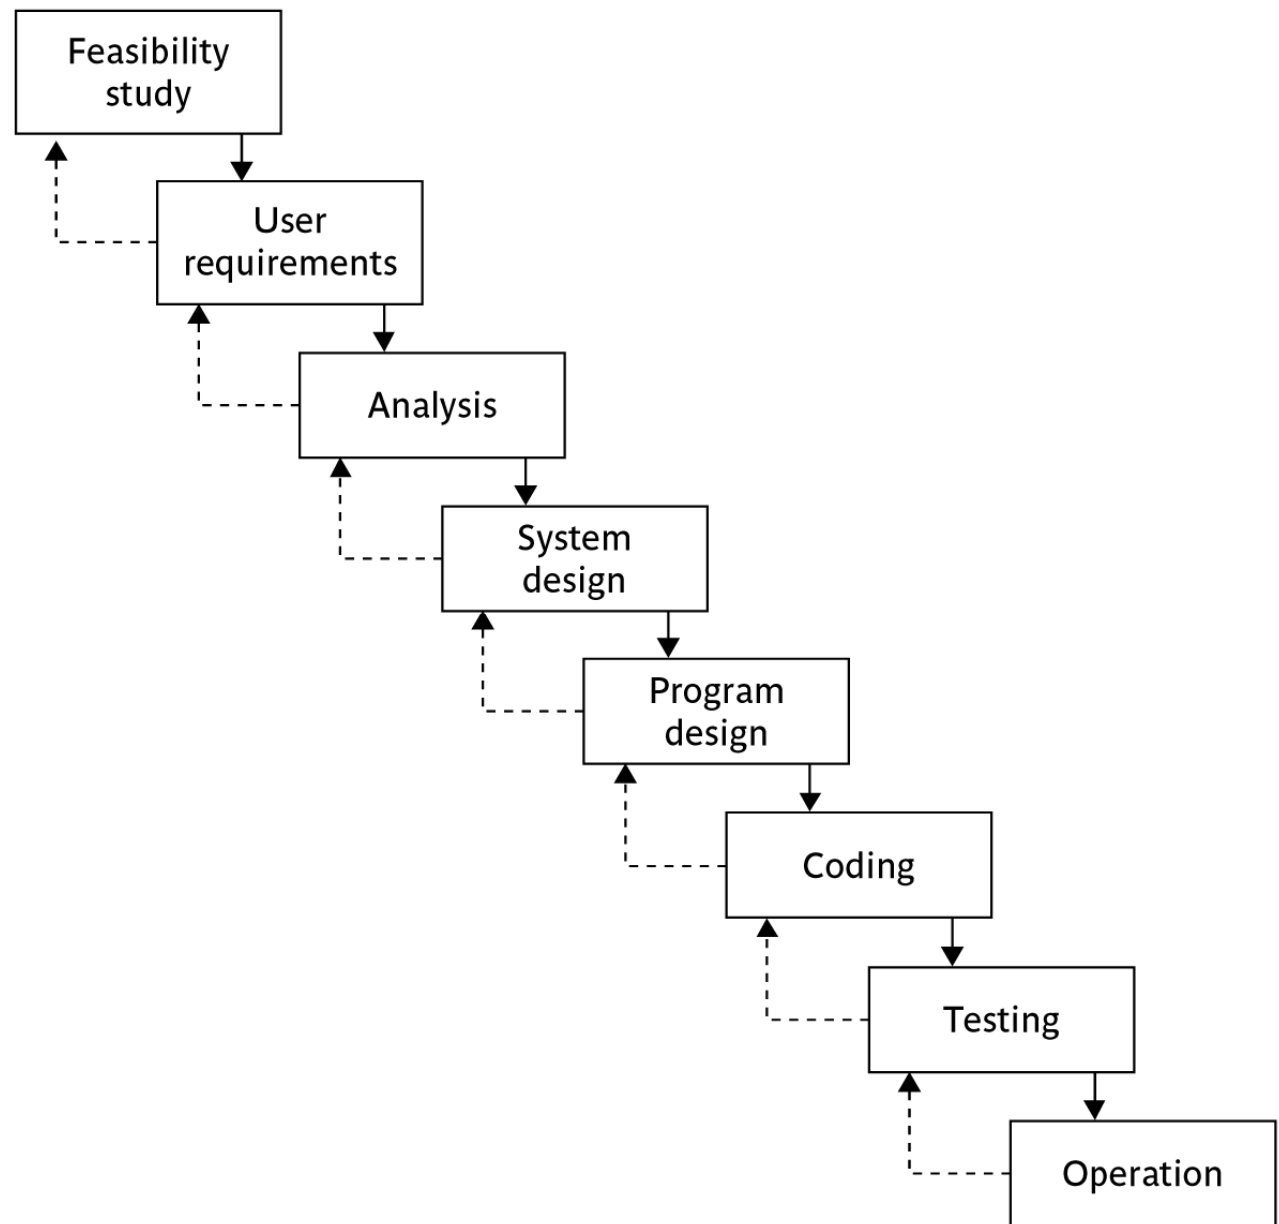 Feasibility
study
User
requirements
Analysis
System
design
Program
design
Coding
Testing
Operation